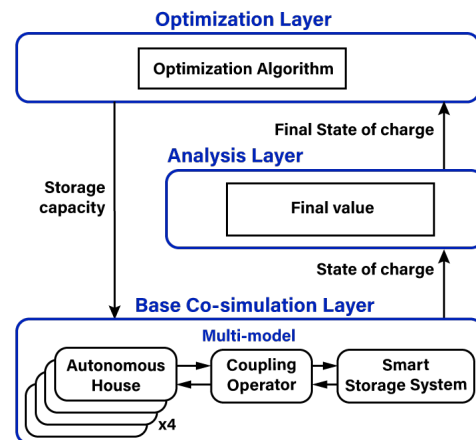 Optimization Layer
Optimization Algorithm
Final State of charge
Analysis Layer
Storage
capacity
Final value
State of charge
Base Co-simulation Layer
Multi-model
Autonomous
House
Coupling
Operator
Smart
Storage System
x4